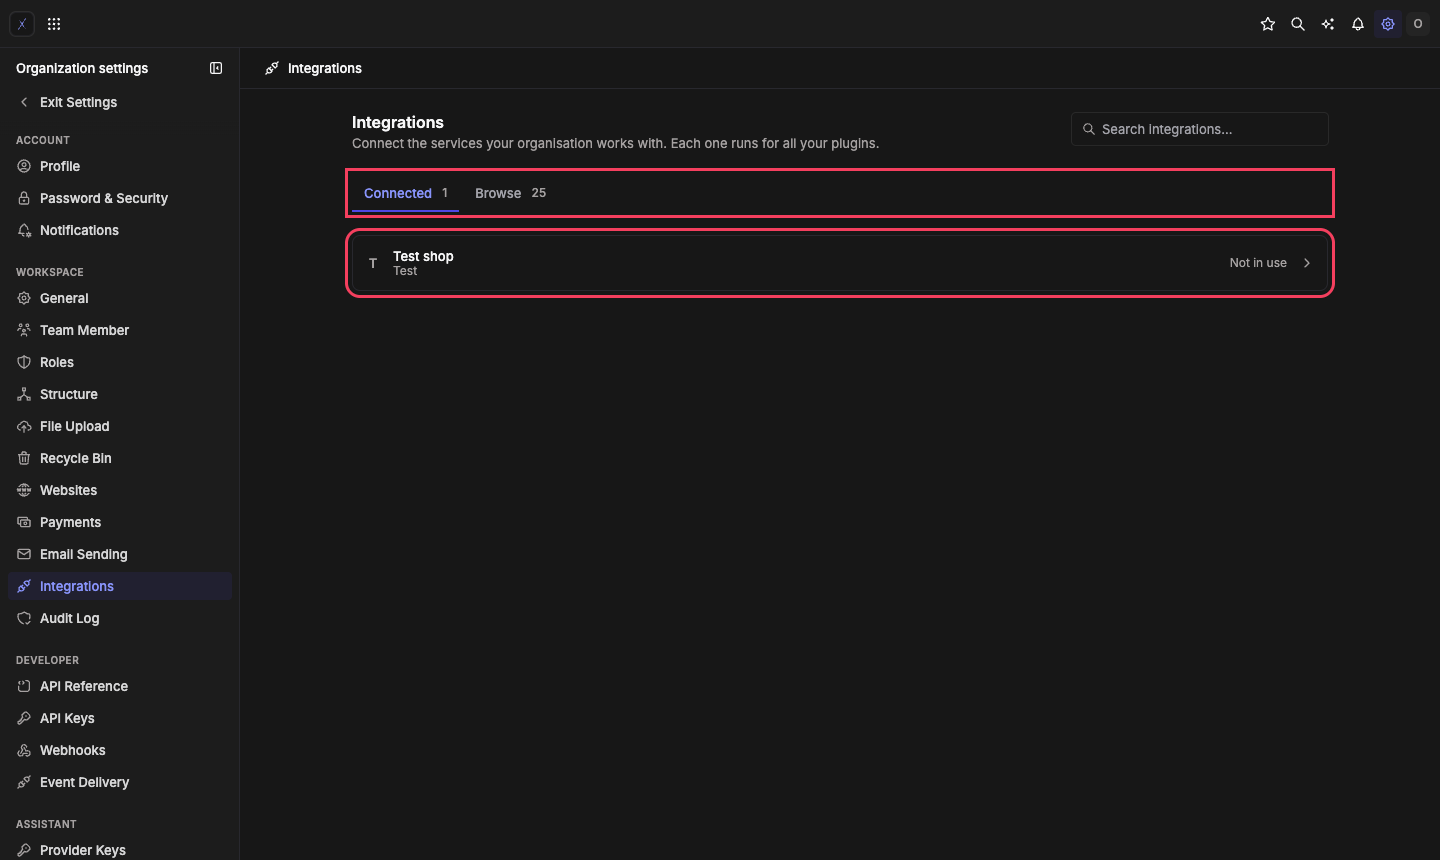 O
Organization settings
Exit Settings
ACCOUNT
Profile
Password & Security
Notifications
WORKSPACE
General
Team Member
Roles
Structure
File Upload
Recycle Bin
Websites
Payments
Email Sending
Integrations
Audit Log
DEVELOPER
API Reference
API Keys
Webhooks
Event Delivery
ASSISTANT
Provider Keys
Integrations
Integrations
Connect the services your organisation works with. Each one runs for all your plugins.
Search integrations...
Connected 1 Browse 25
T
Test shop
Test
Not in use